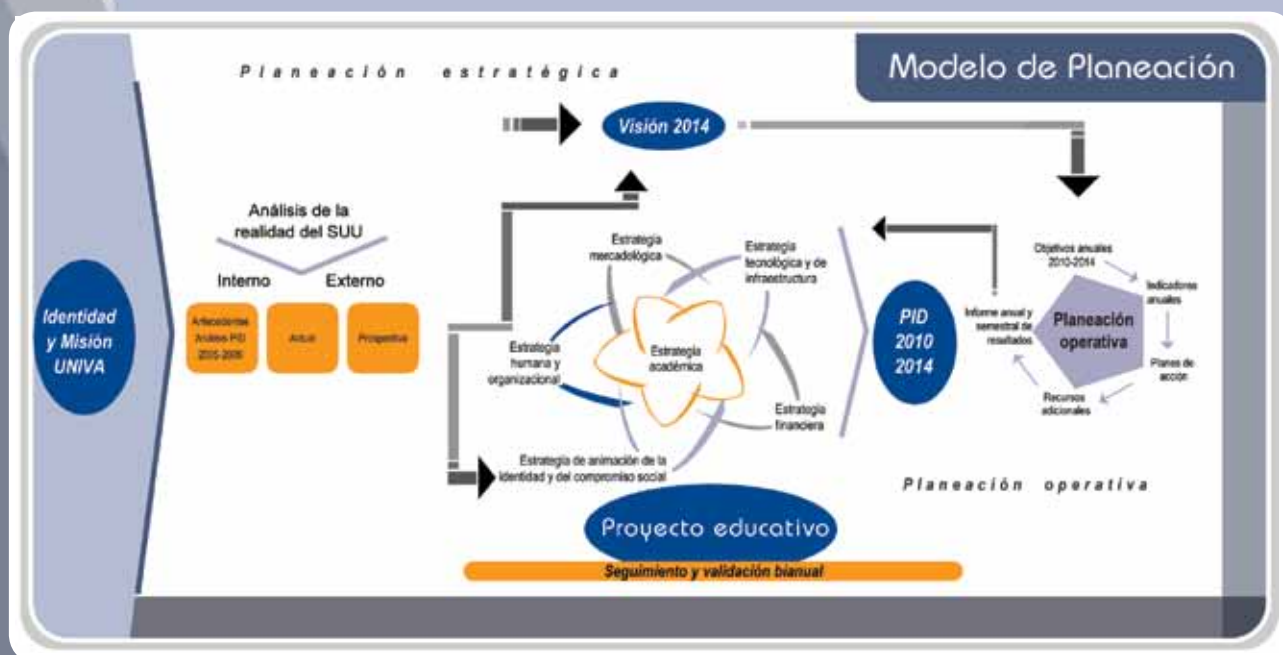 Modelo de Planeación
Planeación estratégica
Visión 2014
Identidad
y Misión
UNIVA
Análisis de la
realidad del SUU
Interno
Externo
Antecedentes
Análisis PID
Actual
Prospectiva
Estrategia
mercadológica
Estrategia
tecnológica y de
infraestructura
Estrategia
humana y
organizacional
Estrategia
académica
Estrategia
financiera
Estrategia de animación de la
identidad y del compromiso social
PID
2010
2014
Objetivos anuales
2010-2014
Indicadores
anuales
Planes de
acción
Recursos
adicionales
Informe anual y
semestral de
resultados
Planeación
operativa
Planeación operativa
Proyecto educativo
Seguimiento y validación bianual